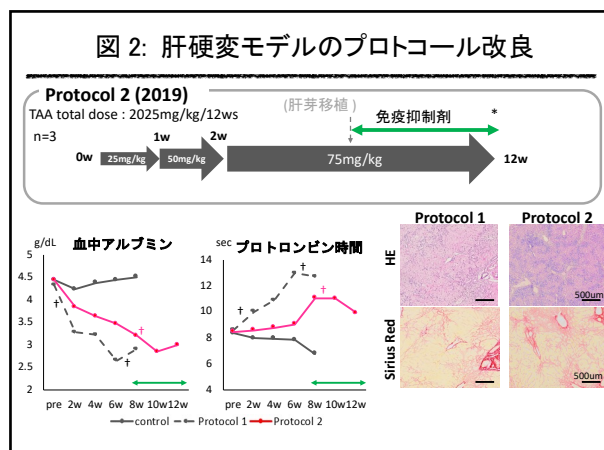 図 2: 肝硬変モデルのプロトコール改良
Protocol 2 (2019)
TAA total dose : 2025mg/kg/12ws
n=3
(肝芽移植)
免疫抑制剤
*
0w
25mg/kg
1w
50mg/kg
2w
75mg/kg
12w
g/dL
血中アルブミン
5
4.5
4
3.5
3
2.5
2
†
†
†
pre 2w 4w 6w 8w 10w 12w
sec
プロトロンビン時間
14
12
10
8
6
4
†
†
†
pre 2w 4w 6w 8w 10w 12w
control Protocol 1 Protocol 2
Protocol 1 Protocol 2
HE
500um
Sirius Red
500um